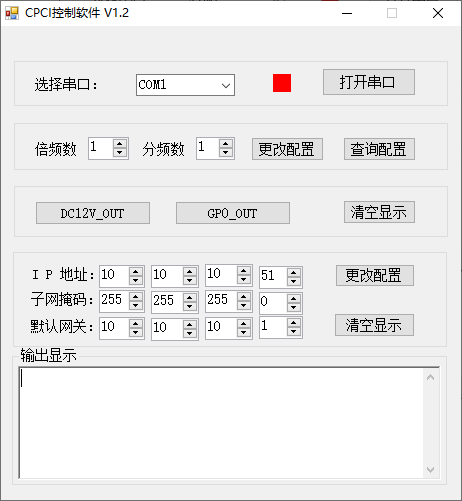 CPCI控制软件 V1.2
选择串口： COM1 打开串口
倍频数 1 分频数 1 更改配置 查询配置
DC12V_OUT GPO_OUT 清空显示
I P 地址： 10 10 10 51 更改配置
子网掩码： 255 255 255 0
默认网关： 10 10 10 1 清空显示
输出显示